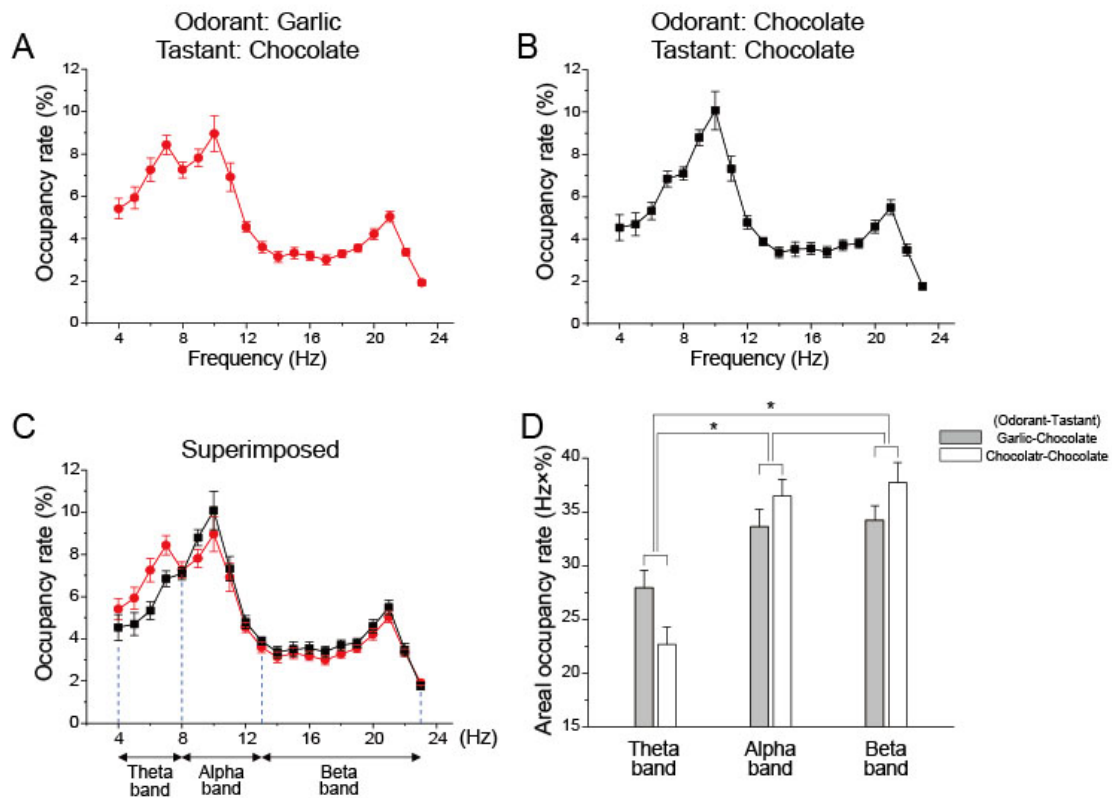 A
Odorant: Garlic
Tastant: Chocolate
Occupancy rate (%)
12
10
8
6
4
2
0
4 8 12 16 20 24
Frequency (Hz)
B
Odorant: Chocolate
Tastant: Chocolate
Occupancy rate (%)
12
10
8
6
4
2
0
4 8 12 16 20 24
Frequency (Hz)
C
Superimposed
Occupancy rate (%)
12
10
8
6
4
2
0
4 8 12 16 20 24 (Hz)
Theta Alpha Beta
band band band
D
(Odorant-Tastant)
Garlic-Chocolate
Chocolatr-Chocolate
* *
Areal occupancy rate (Hz×%)
40
35
30
25
20
15
Theta Alpha Beta
band band band